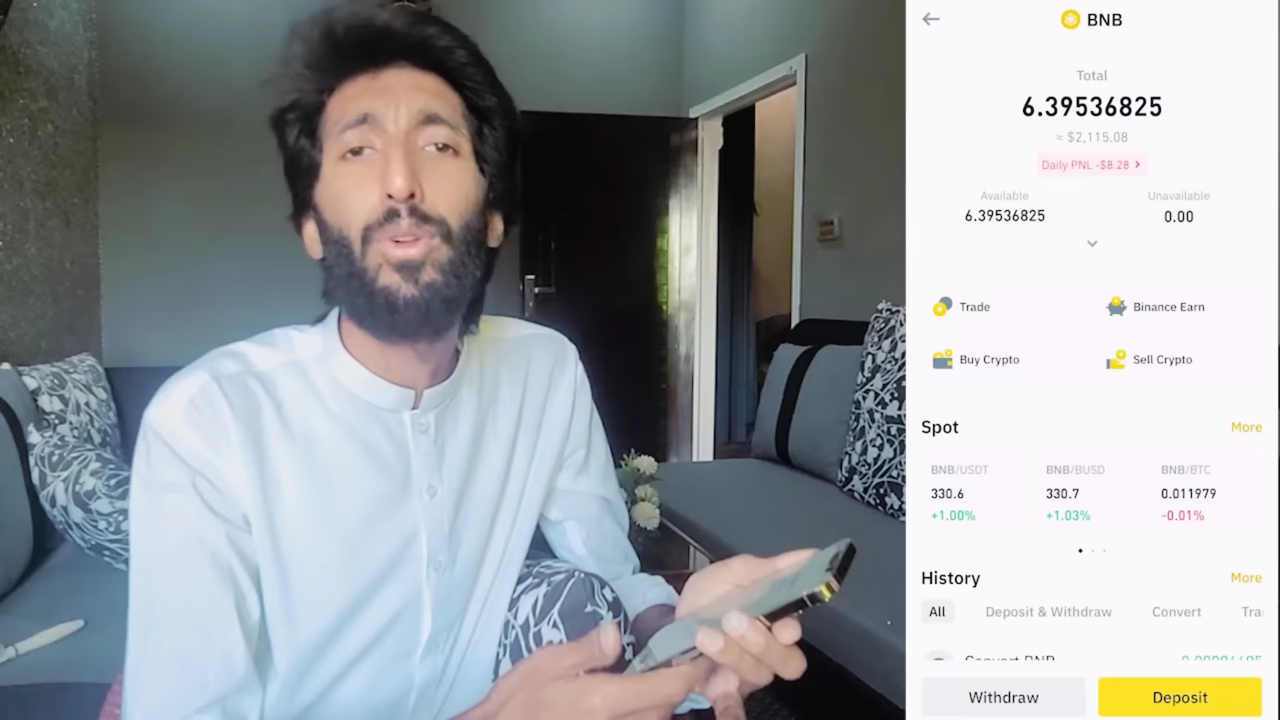 BNB
Total
6.39536825
≈ $2,115.08
Daily PNL -$8.28 >
Available Unavailable
6.39536825 0.00
Trade Binance Earn
Buy Crypto Sell Crypto
Spot More
BNB/USDT BNB/BUSD BNB/BTC
330.6 330.7 0.011979
+1.00% +1.03% -0.01%
History More
All Deposit & Withdraw Convert
Convert BNB
Withdraw Deposit